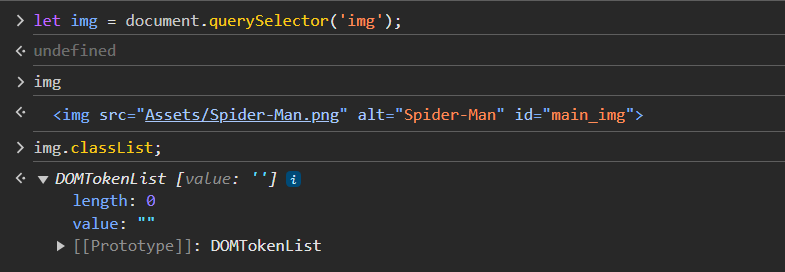 let img = document.querySelector('img');
undefined
img
<img src="Assets/Spider-Man.png" alt="Spider-Man" id="main_img">
img.classList;
DOMTokenList [value: ''] i
length: 0
value: ""
[[Prototype]]: DOMTokenList